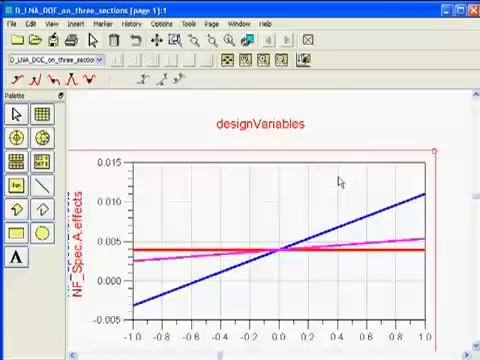 D_LNA_DOE_on_three_sections [page 1]:1
File Edit View Insert Marker History Options Tools Page Window Help
D_LNA_DOE_on_three_section
Palette
designVariables
NF_Spec.A.effects
0.015
0.010
0.005
0.000
-0.005
-1.0 -0.8 -0.6 -0.4 -0.2 0.0 0.2 0.4 0.6 0.8 1.0
A